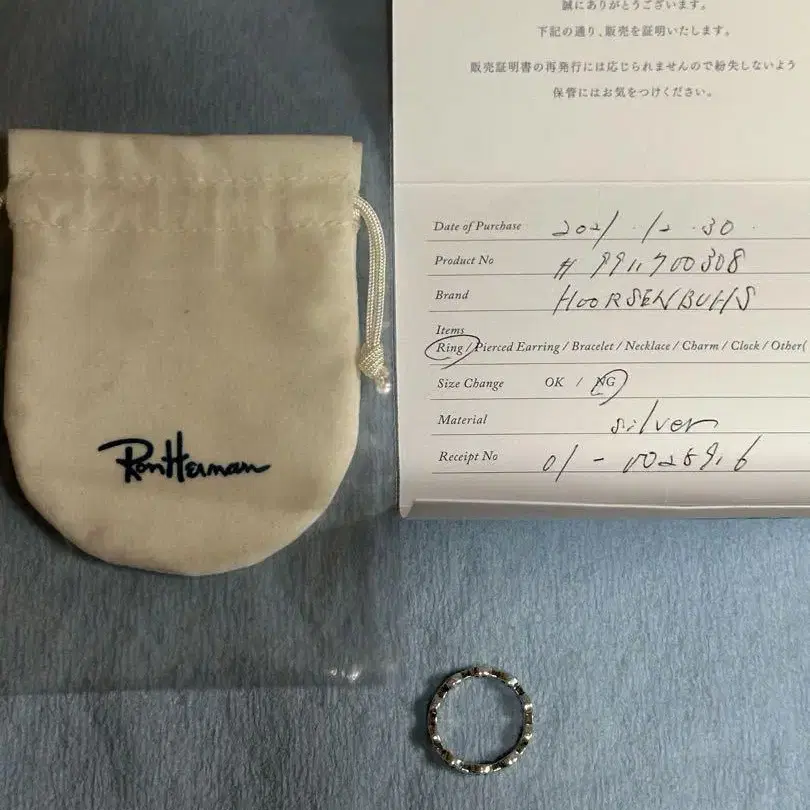 誠にありがとうございます。
下記の通り、販売を証明いたします。
販売証明書の再発行には応じられませんので紛失しないよう
保管にはお気をつけください。
Date of Purchase 2021.12.30.
Product No # 9911700308
Brand HOORSENBUHS
Items
Ring / Pierced Earring / Bracelet / Necklace / Charm / Clock / Other(
Size Change OK / NG
Material silver
Receipt No 01-
Ron Herman